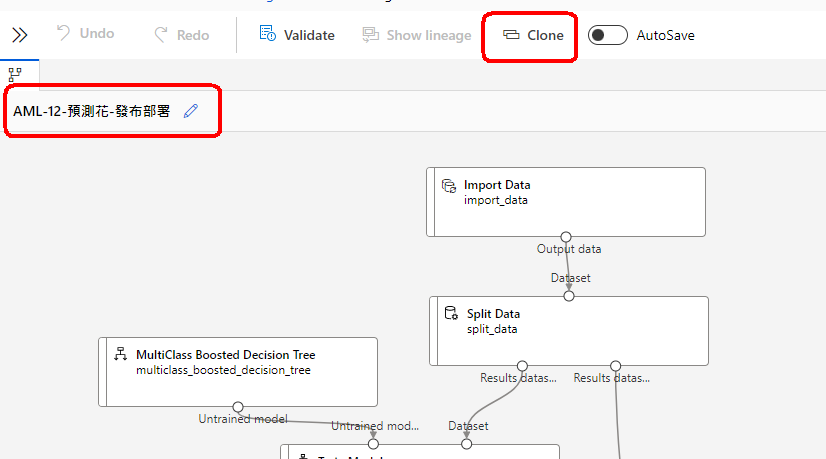 Undo Redo Validate Show lineage Clone AutoSave
AML-12-預測花-發布部署
Import Data
import_data
Output data
Dataset
Split Data
split_data
MultiClass Boosted Decision Tree
multiclass_boosted_decision_tree
Results datas... Results datas...
Untrained model
Untrained mod... Dataset